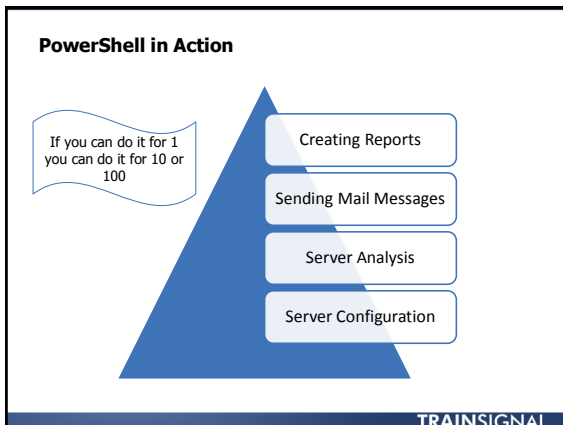 PowerShell in Action
If you can do it for 1
you can do it for 10 or
100
Creating Reports
Sending Mail Messages
Server Analysis
Server Configuration
TRAINSIGNAL